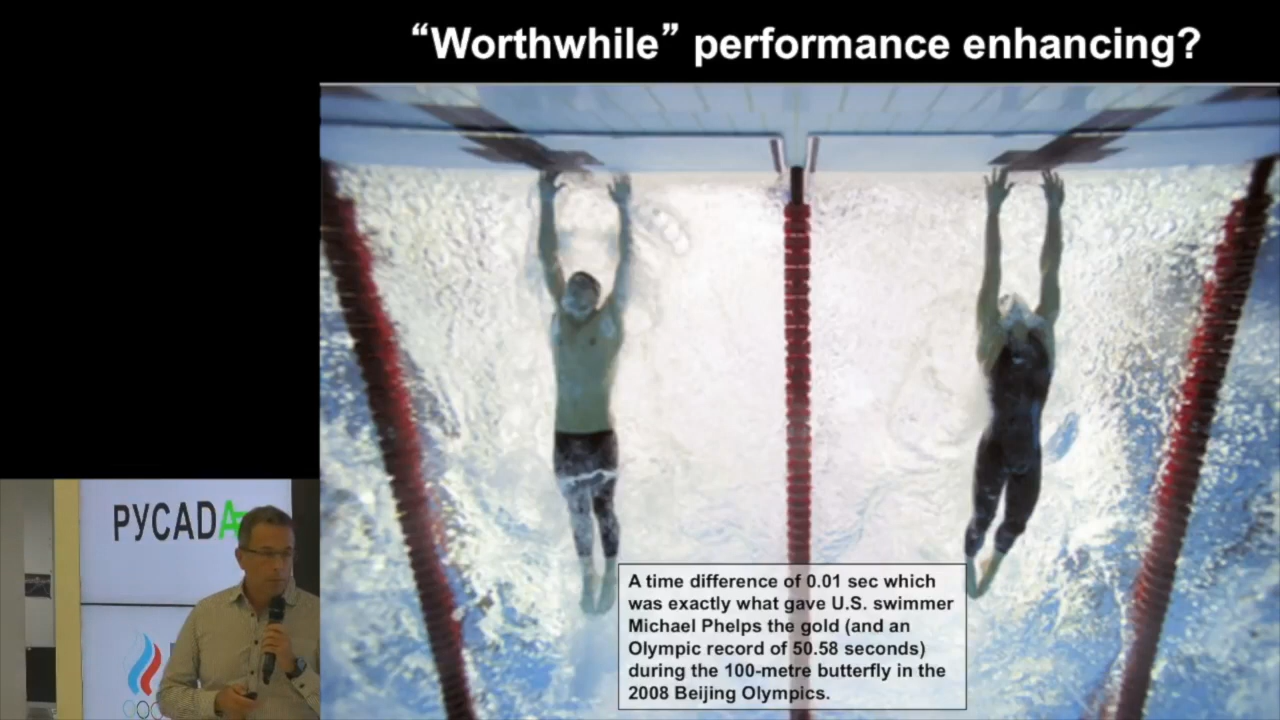 “Worthwhile” performance enhancing?
РУСАDA
A time difference of 0.01 sec which
was exactly what gave U.S. swimmer
Michael Phelps the gold (and an
Olympic record of 50.58 seconds)
during the 100-metre butterfly in the
2008 Beijing Olympics.